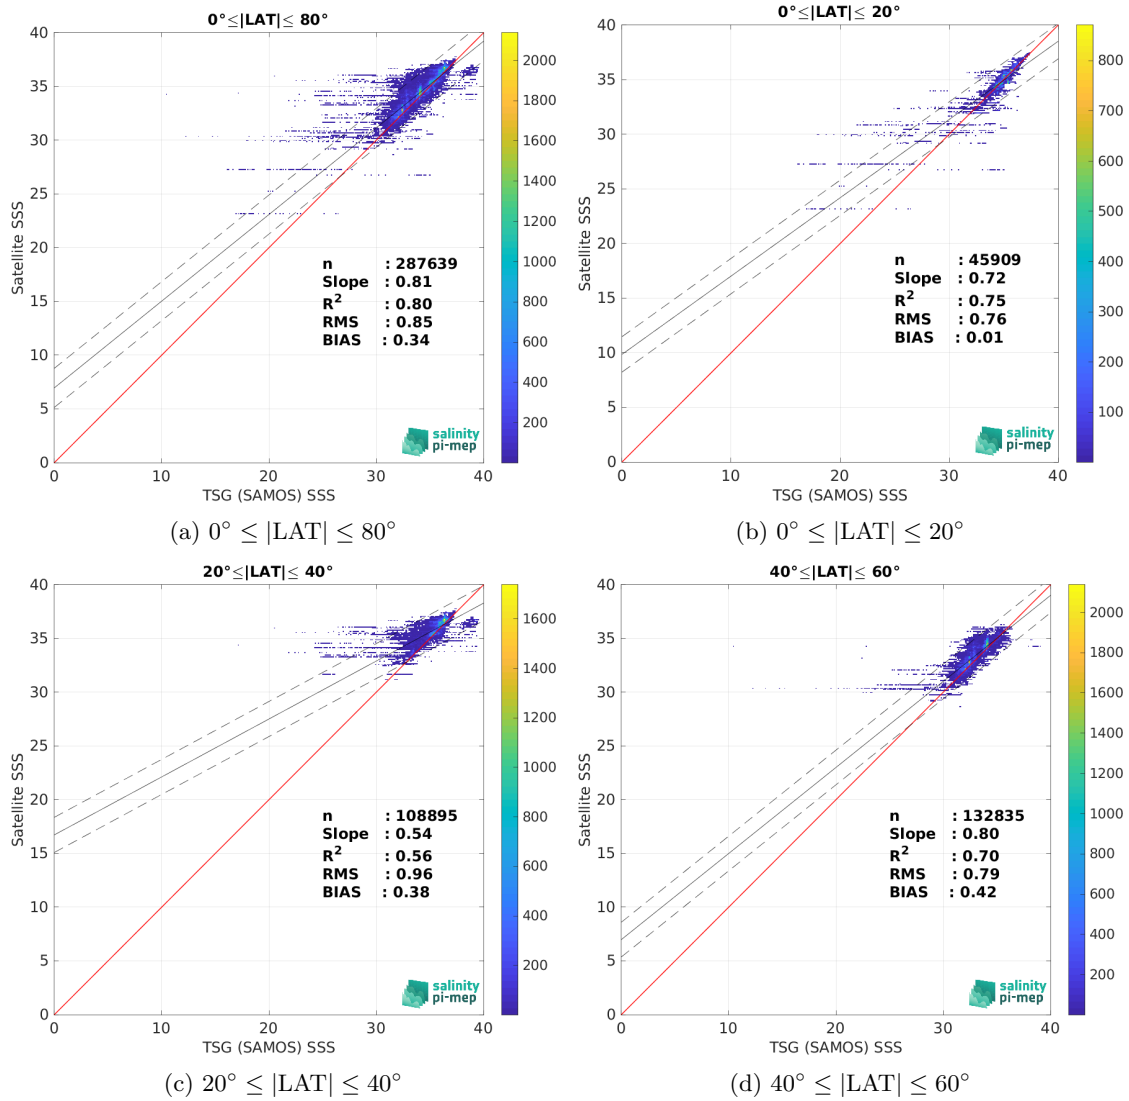 0°≤|LAT|≤ 80°
40
35
30
25
20
15
10
5
0
Satellite SSS
n : 287639
Slope : 0.81
R² : 0.80
RMS : 0.85
BIAS : 0.34
salinity
pi-mep
0 10 20 30 40
TSG (SAMOS) SSS
2000
1800
1600
1400
1200
1000
800
600
400
200
(a) 0° ≤ |LAT| ≤ 80°
0°≤|LAT|≤ 20°
40
35
30
25
20
15
10
5
0
Satellite SSS
n : 45909
Slope : 0.72
R² : 0.75
RMS : 0.76
BIAS : 0.01
salinity
pi-mep
0 10 20 30 40
TSG (SAMOS) SSS
800
700
600
500
400
300
200
100
(b) 0° ≤ |LAT| ≤ 20°
20°≤|LAT|≤ 40°
40
35
30
25
20
15
10
5
0
Satellite SSS
n : 108895
Slope : 0.54
R² : 0.56
RMS : 0.96
BIAS : 0.38
salinity
pi-mep
0 10 20 30 40
TSG (SAMOS) SSS
1600
1400
1200
1000
800
600
400
200
(c) 20° ≤ |LAT| ≤ 40°
40°≤|LAT|≤ 60°
40
35
30
25
20
15
10
5
0
Satellite SSS
n : 132835
Slope : 0.80
R² : 0.70
RMS : 0.79
BIAS : 0.42
salinity
pi-mep
0 10 20 30 40
TSG (SAMOS) SSS
2000
1800
1600
1400
1200
1000
800
600
400
200
(d) 40° ≤ |LAT| ≤ 60°